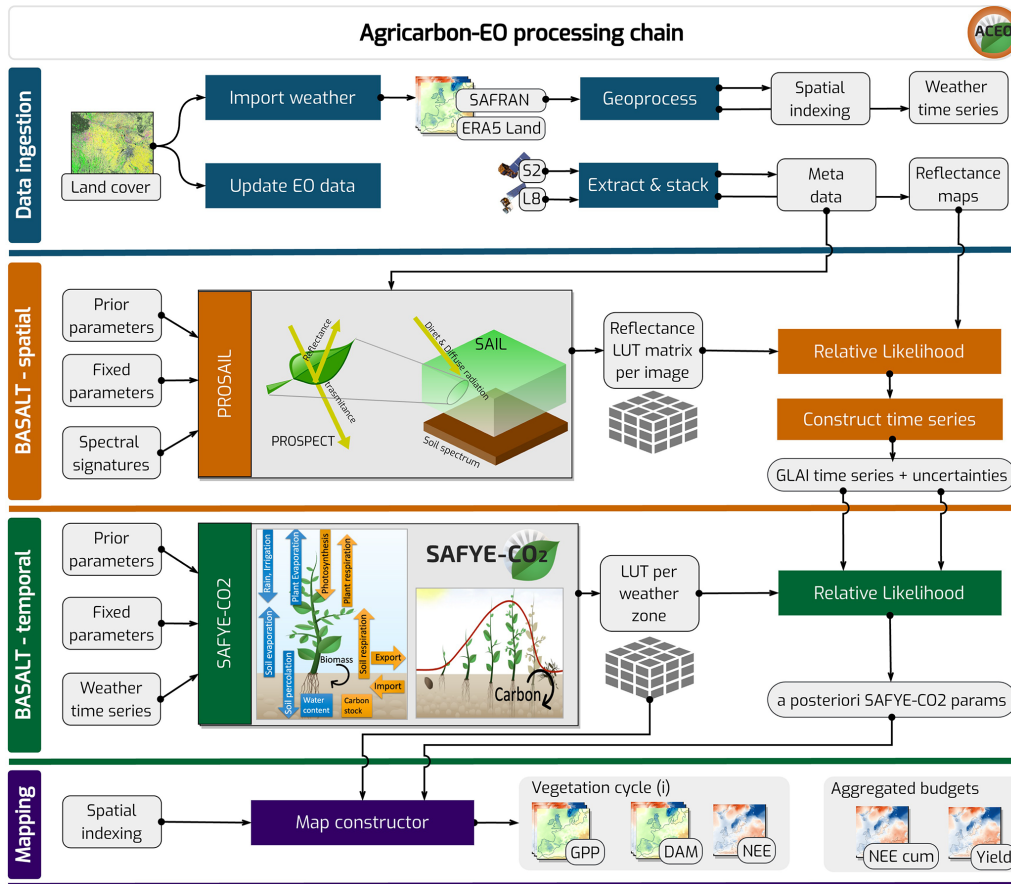 Agricarbon-EO processing chain
ACEO
Data ingestion
Import weather
SAFRAN
ERA5 Land
Geoprocess
Spatial
indexing
Weather
time series
Land cover
Update EO data
S2
L8
Extract & stack
Meta
data
Reflectance
maps
BASALT - spatial
Prior
parameters
Fixed
parameters
Spectral
signatures
PROSAIL
Reflectance
trasmitance
PROSPECT
Diret & Diffuse radiation
SAIL
Soil spectrum
Reflectance
LUT matrix
per image
Relative Likelihood
Construct time series
GLAI time series + uncertainties
BASALT - temporal
Prior
parameters
Fixed
parameters
Weather
time series
SAFYE-CO2
Rain, Irrigation
Plant Evaporation
Photosynthesis
Plant respiration
Soil evaporation
Soil percolation
Biomass
Soil respiration
Export
Import
Water
content
Carbon
stock
SAFYE-CO₂
Carbon
LUT per
weather
zone
Relative Likelihood
a posteriori SAFYE-CO2 params
Mapping
Spatial
indexing
Map constructor
Vegetation cycle (i)
GPP
DAM
NEE
Aggregated budgets
NEE cum
Yield